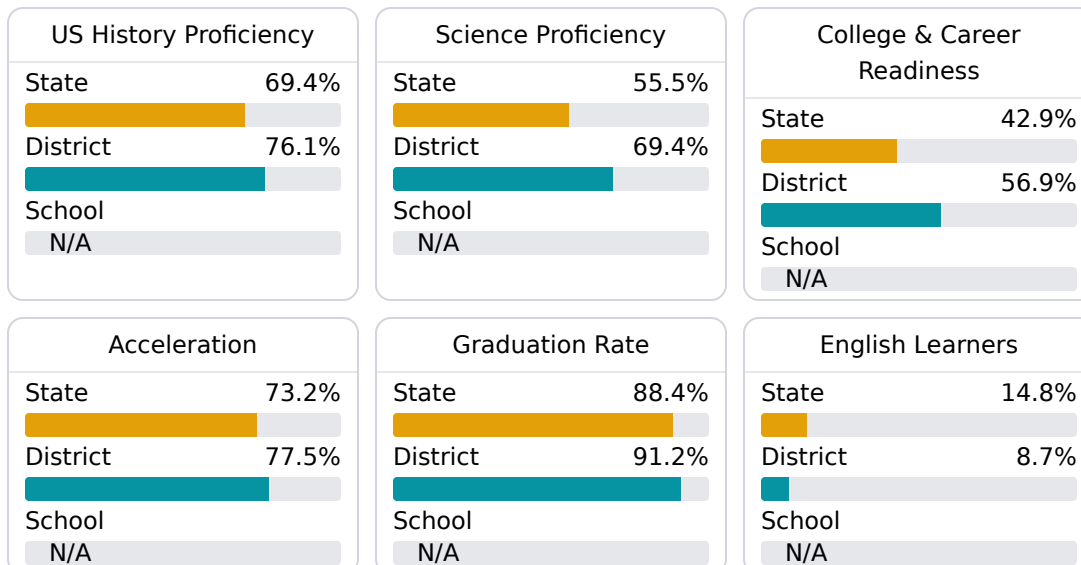 US History Proficiency
State 69.4%
District 76.1%
School
N/A
Science Proficiency
State 55.5%
District 69.4%
School
N/A
College & Career
Readiness
State 42.9%
District 56.9%
School
N/A
Acceleration
State 73.2%
District 77.5%
School
N/A
Graduation Rate
State 88.4%
District 91.2%
School
N/A
English Learners
State 14.8%
District 8.7%
School
N/A